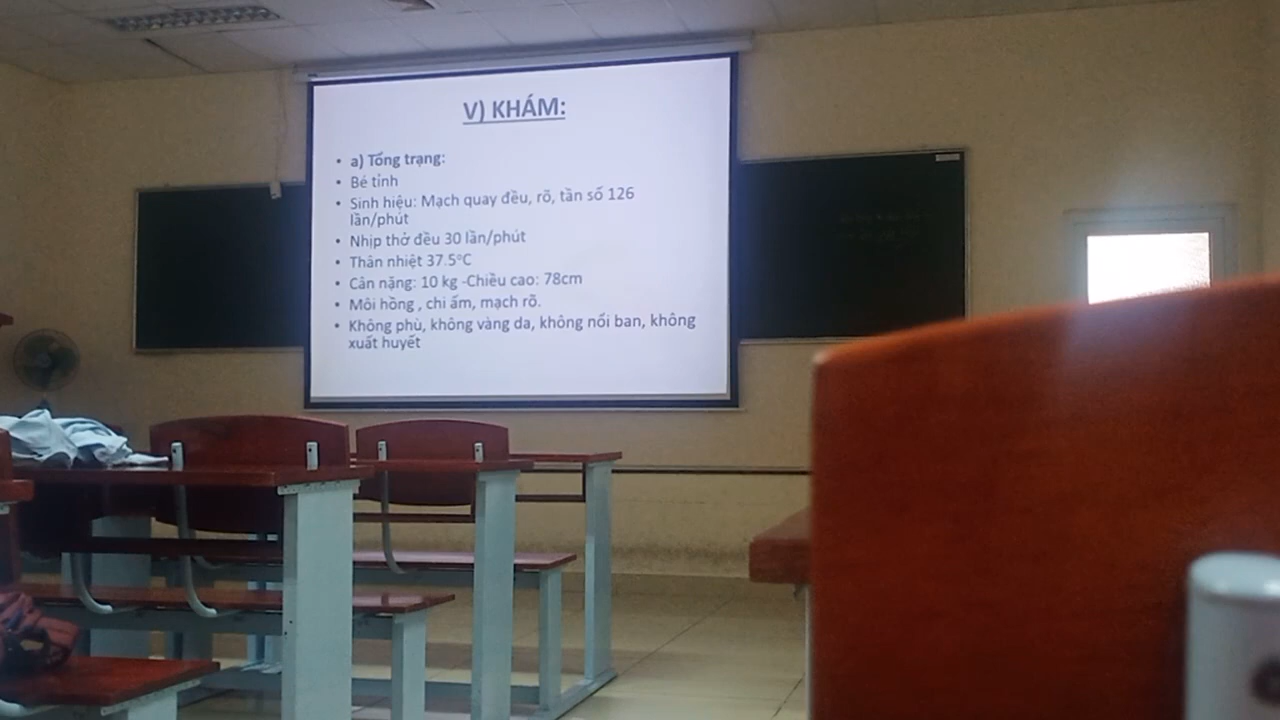 V) KHÁM:
• a) Tổng trạng:
• Bé tỉnh
• Sinh hiệu: Mạch quay đều, rõ, tần số 126
lần/phút
• Nhịp thở đều 30 lần/phút
• Thân nhiệt 37.5°C
• Cân nặng: 10 kg -Chiều cao: 78cm
• Môi hồng , chi ấm, mạch rõ.
• Không phù, không vàng da, không nổi ban, không
xuất huyết